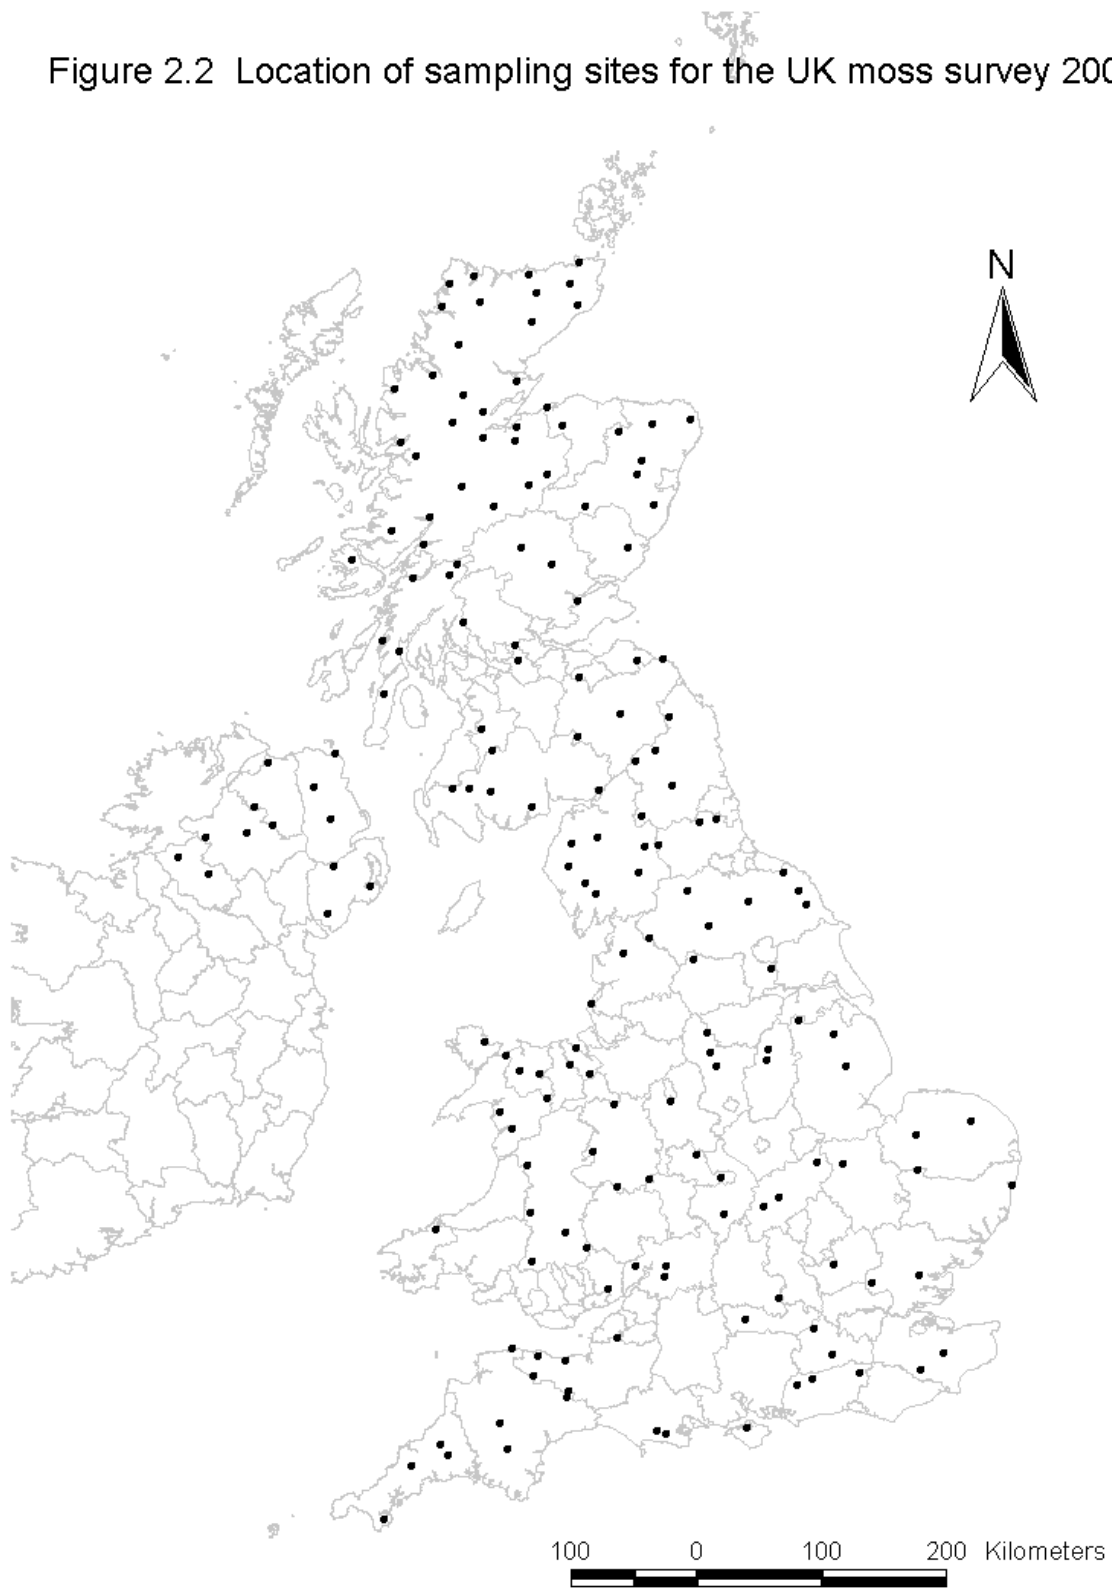 Figure 2.2 Location of sampling sites for the UK moss survey 200
N
100 0 100 200 Kilometers